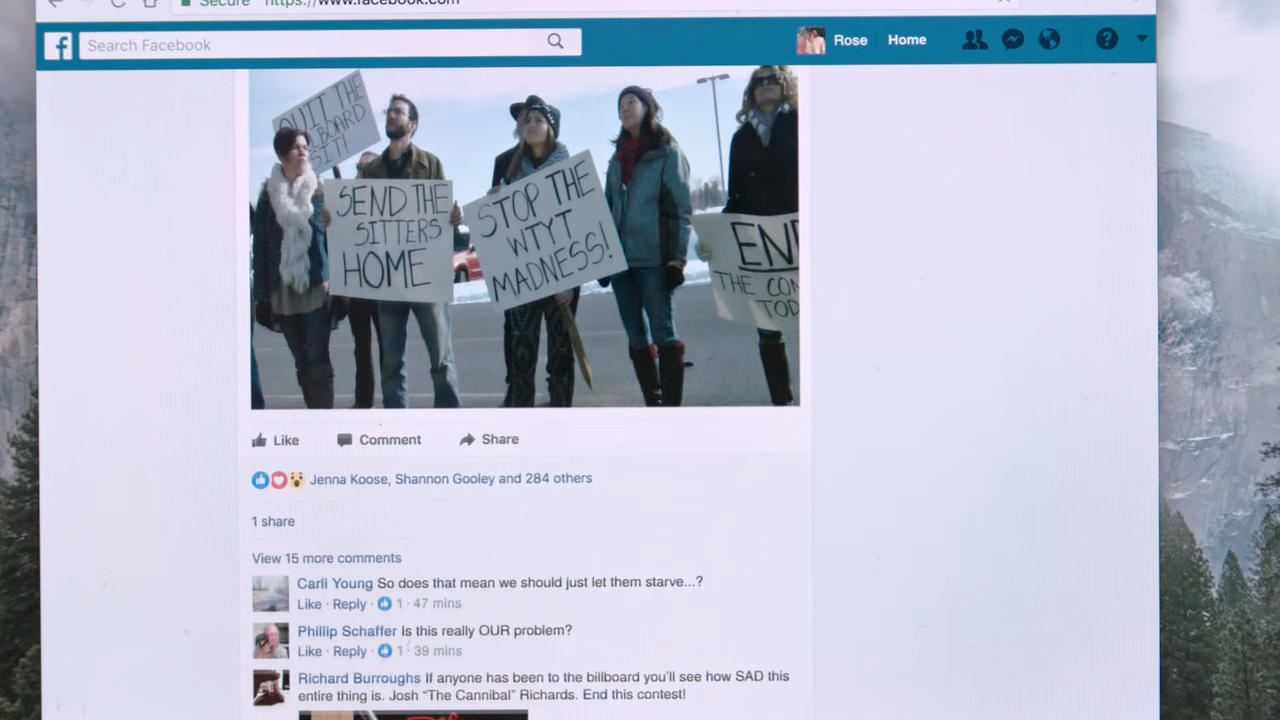 Secure https://www.facebook.com
f
Search Facebook
Rose
Home
QUIT THE
SIT!
SEND THE
SITTERS
HOME
STOP THE
WTYT
MADNESS!
THE
Like
Comment
Share
Jenna Koose, Shannon Gooley and 284 others
1 share
View 15 more comments
Carli Young So does that mean we should just let them starve...?
Like · Reply · 1 · 47 mins
Phillip Schaffer Is this really OUR problem?
Like · Reply · 1 · 39 mins
Richard Burroughs If anyone has been to the billboard you'll see how SAD this
entire thing is. Josh "The Cannibal" Richards. End this contest!